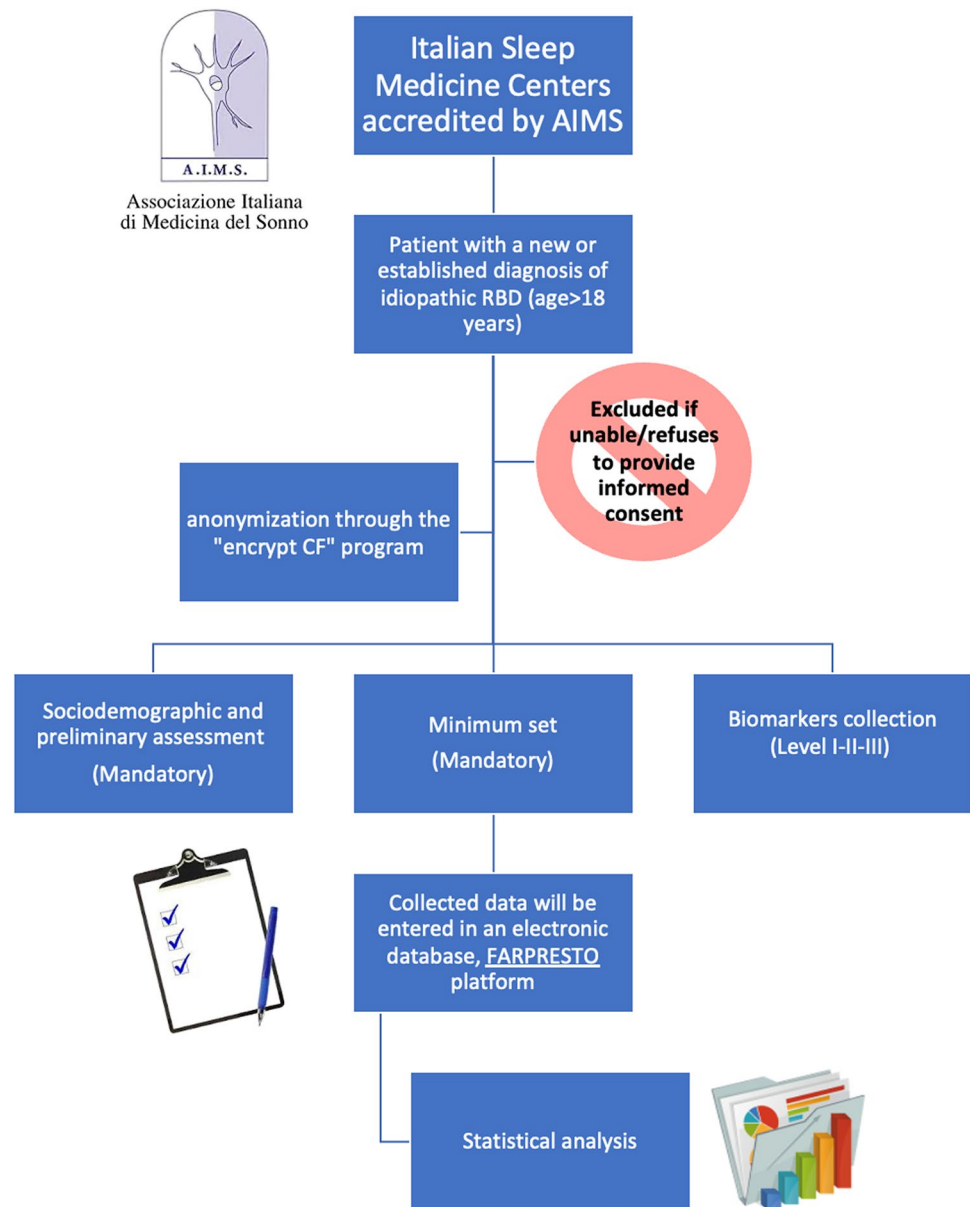 Italian Sleep
Medicine Centers
accredited by AIMS
A.I.M.S.
Associazione Italiana
di Medicina del Sonno
Patient with a new or
established diagnosis of
idiopathic RBD (age>18
years)
Excluded if
unable/refuses
to provide
informed
consent
anonymization through the
"encrypt CF" program
Sociodemographic and
preliminary assessment
(Mandatory)
Minimum set
(Mandatory)
Biomarkers collection
(Level I-II-III)
Collected data will be
entered in an electronic
database, FARPRESTO
platform
Statistical analysis